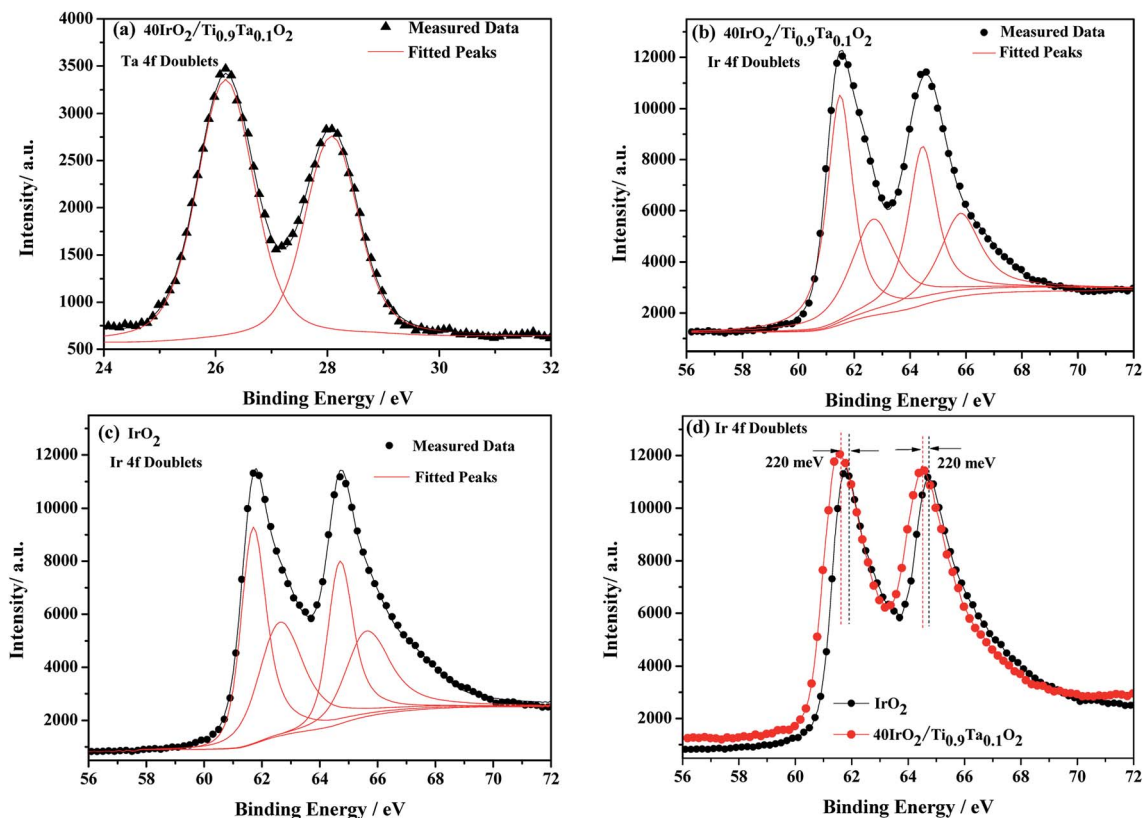 (a) 40IrO₂/Ti₀.₉Ta₀.₁O₂
Ta 4f Doublets
Measured Data
Fitted Peaks
4000
3500
3000
2500
2000
1500
1000
500
Intensity/ a.u.
24 26 28 30 32
Binding Energy / eV
(b) 40IrO₂/Ti₀.₉Ta₀.₁O₂
Ir 4f Doublets
Measured Data
Fitted Peaks
12000
10000
8000
6000
4000
2000
Intensity/ a.u.
56 58 60 62 64 66 68 70 72
Binding Energy / eV
(c) IrO₂
Ir 4f Doublets
Measured Data
Fitted Peaks
12000
10000
8000
6000
4000
2000
Intensity/ a.u.
56 58 60 62 64 66 68 70 72
Binding Energy / eV
(d) Ir 4f Doublets
220 meV
220 meV
12000
10000
8000
6000
4000
2000
Intensity/ a.u.
IrO₂
40IrO₂/Ti₀.₉Ta₀.₁O₂
56 58 60 62 64 66 68 70 72
Binding Energy / eV